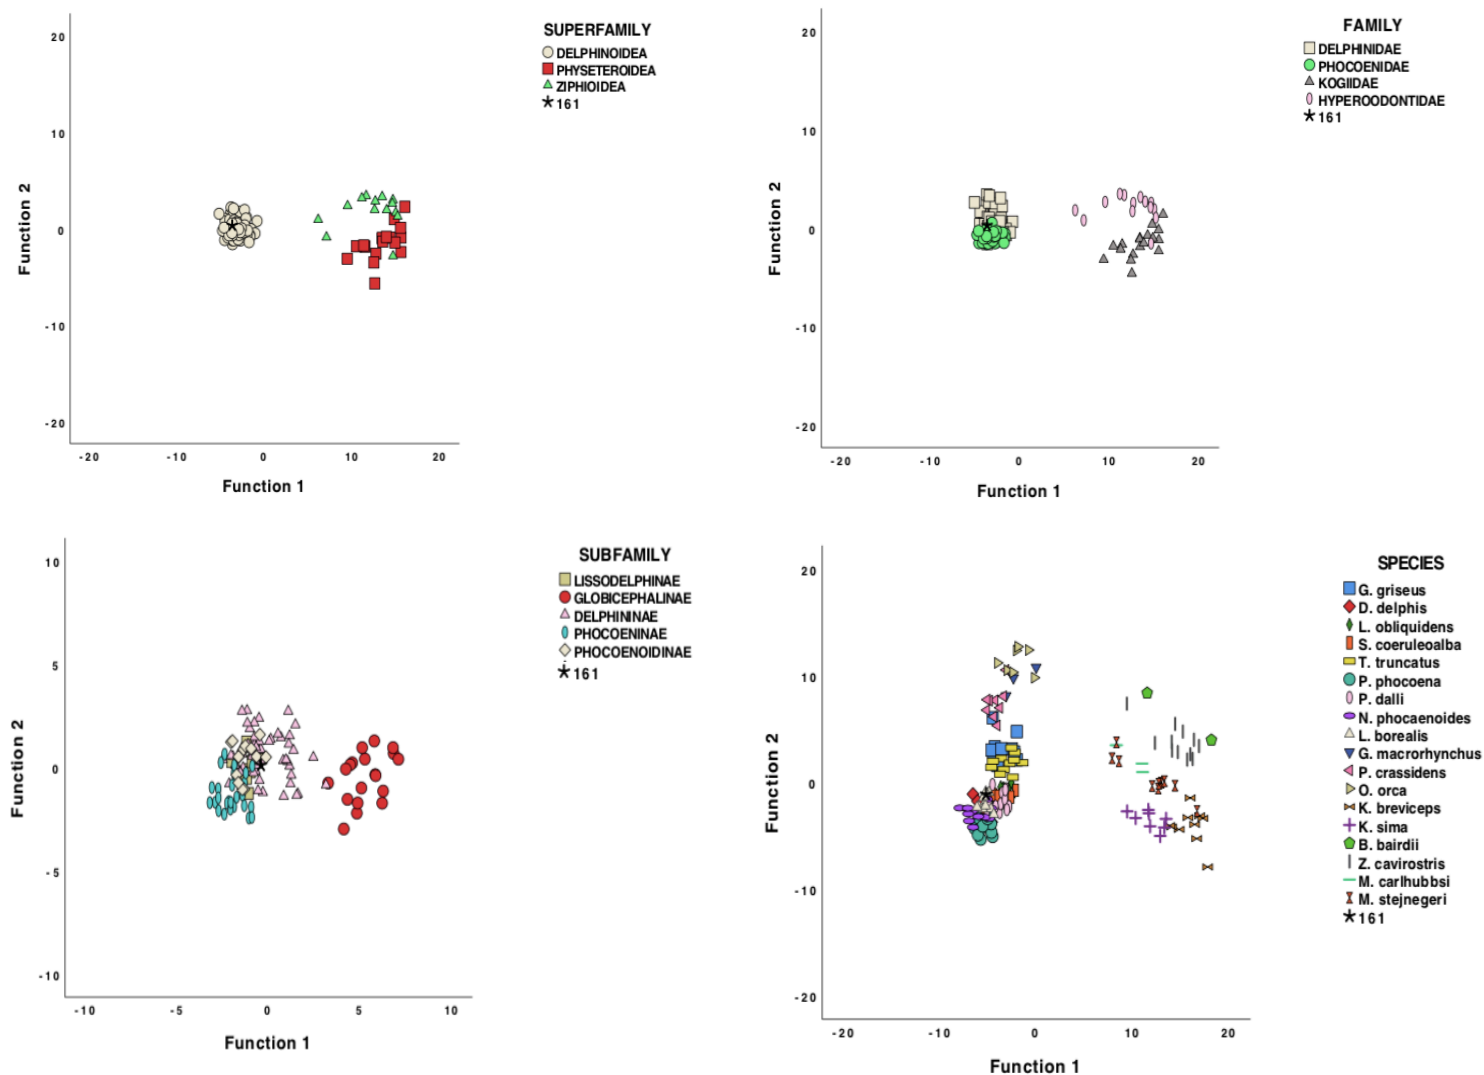 SUPERFAMILY
DELPHINOIDEA
PHYSETEROIDEA
ZIPHIOIDEA
161
20
10
0
-10
-20
Function 2
-20
-10
0
10
20
Function 1
FAMILY
DELPHINIDAE
PHOCOENIDAE
KOGIIDAE
HYPEROODONTIDAE
161
20
10
0
-10
-20
Function 2
-20
-10
0
10
20
Function 1
SUBFAMILY
LISSODELPHINAE
GLOBICEPHALINAE
DELPHININAE
PHOCOENINAE
PHOCOENOIDINAE
161
10
5
0
-5
-10
Function 2
-10
-5
0
5
10
Function 1
SPECIES
G. griseus
D. delphis
L. obliquidens
S. coeruleoalba
T. truncatus
P. phocoena
P. dalli
N. phocaenoides
L. borealis
G. macrorhynchus
P. crassidens
O. orca
K. breviceps
K. sima
B. bairdii
Z. cavirostris
M. carlhubbsi
M. stejnegeri
161
20
10
0
-10
-20
Function 2
-20
-10
0
10
20
Function 1